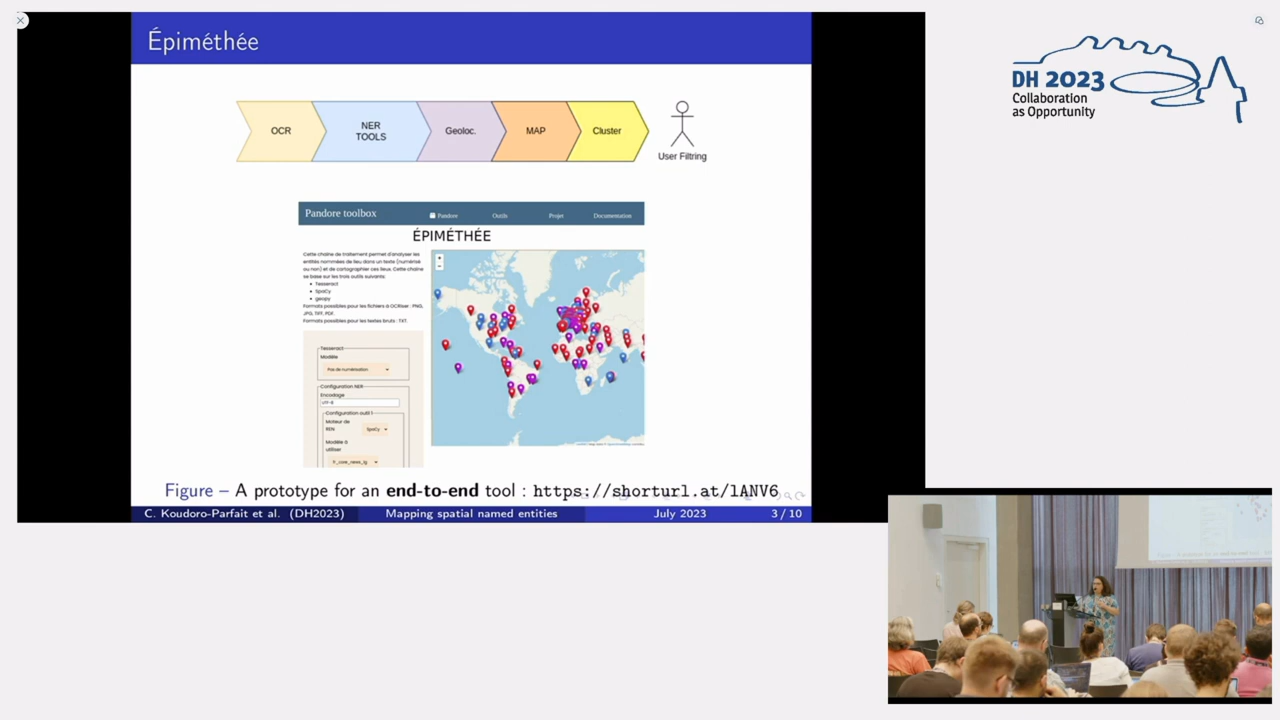 Épiméthée
OCR
NER
TOOLS
Geoloc.
MAP
Cluster
User Filtring
Pandore toolbox
Pandore
Outils
Projet
Documentation
ÉPIMÉTHÉE
Cette chaîne de traitement permet d'analyser les
entités nommées de lieu dans un texte (numérisé
ou non) et de cartographier ces lieux. Cette chaîne
se base sur les trois outils suivants:
• Tesseract
• SpaCy
• geopy
Formats possibles pour les fichiers à OCRiser : PNG,
JPG, TIFF, PDF.
Formats possibles pour les textes bruts : TXT.
Tesseract
Modèle
Pas de numérisation
Configuration NER
Encodage
Configuration outil 1
Moteur de
REN
SpaCy
Modèle à
utiliser
fr_core_news_lg
Figure – A prototype for an end-to-end tool : https://shorturl.at/lANV6
C. Koudoro-Parfait et al. (DH2023)
Mapping spatial named entities
July 2023
3 / 10
DH 2023
Collaboration
as Opportunity